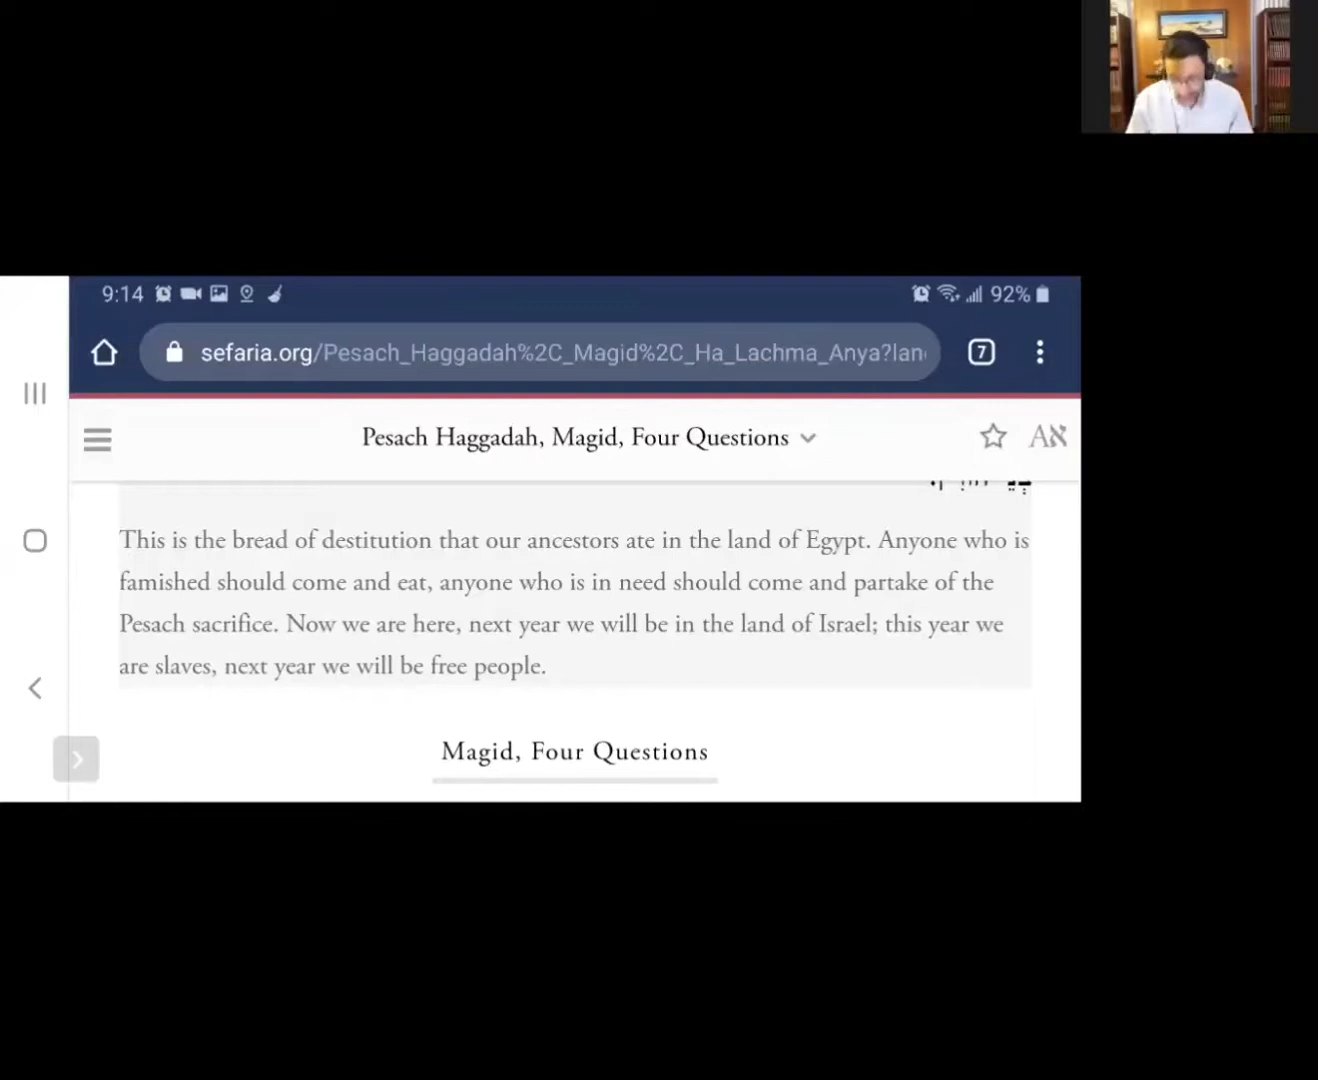 9:14
92%
sefaria.org/Pesach_Haggadah%2C_Magid%2C_Ha_Lachma_Anya?lan
7
Pesach Haggadah, Magid, Four Questions
Aא
This is the bread of destitution that our ancestors ate in the land of Egypt. Anyone who is
famished should come and eat, anyone who is in need should come and partake of the
Pesach sacrifice. Now we are here, next year we will be in the land of Israel; this year we
are slaves, next year we will be free people.
Magid, Four Questions